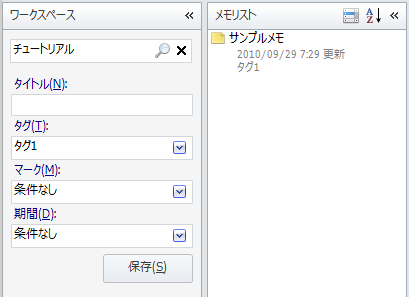 ワークスペース «
チュートリアル
タイトル(N):
タグ(T):
タグ1
マーク(M):
条件なし
期間(D):
条件なし
保存(S)
メモリスト AZ «
サンプルメモ
2010/09/29 7:29 更新
タグ1